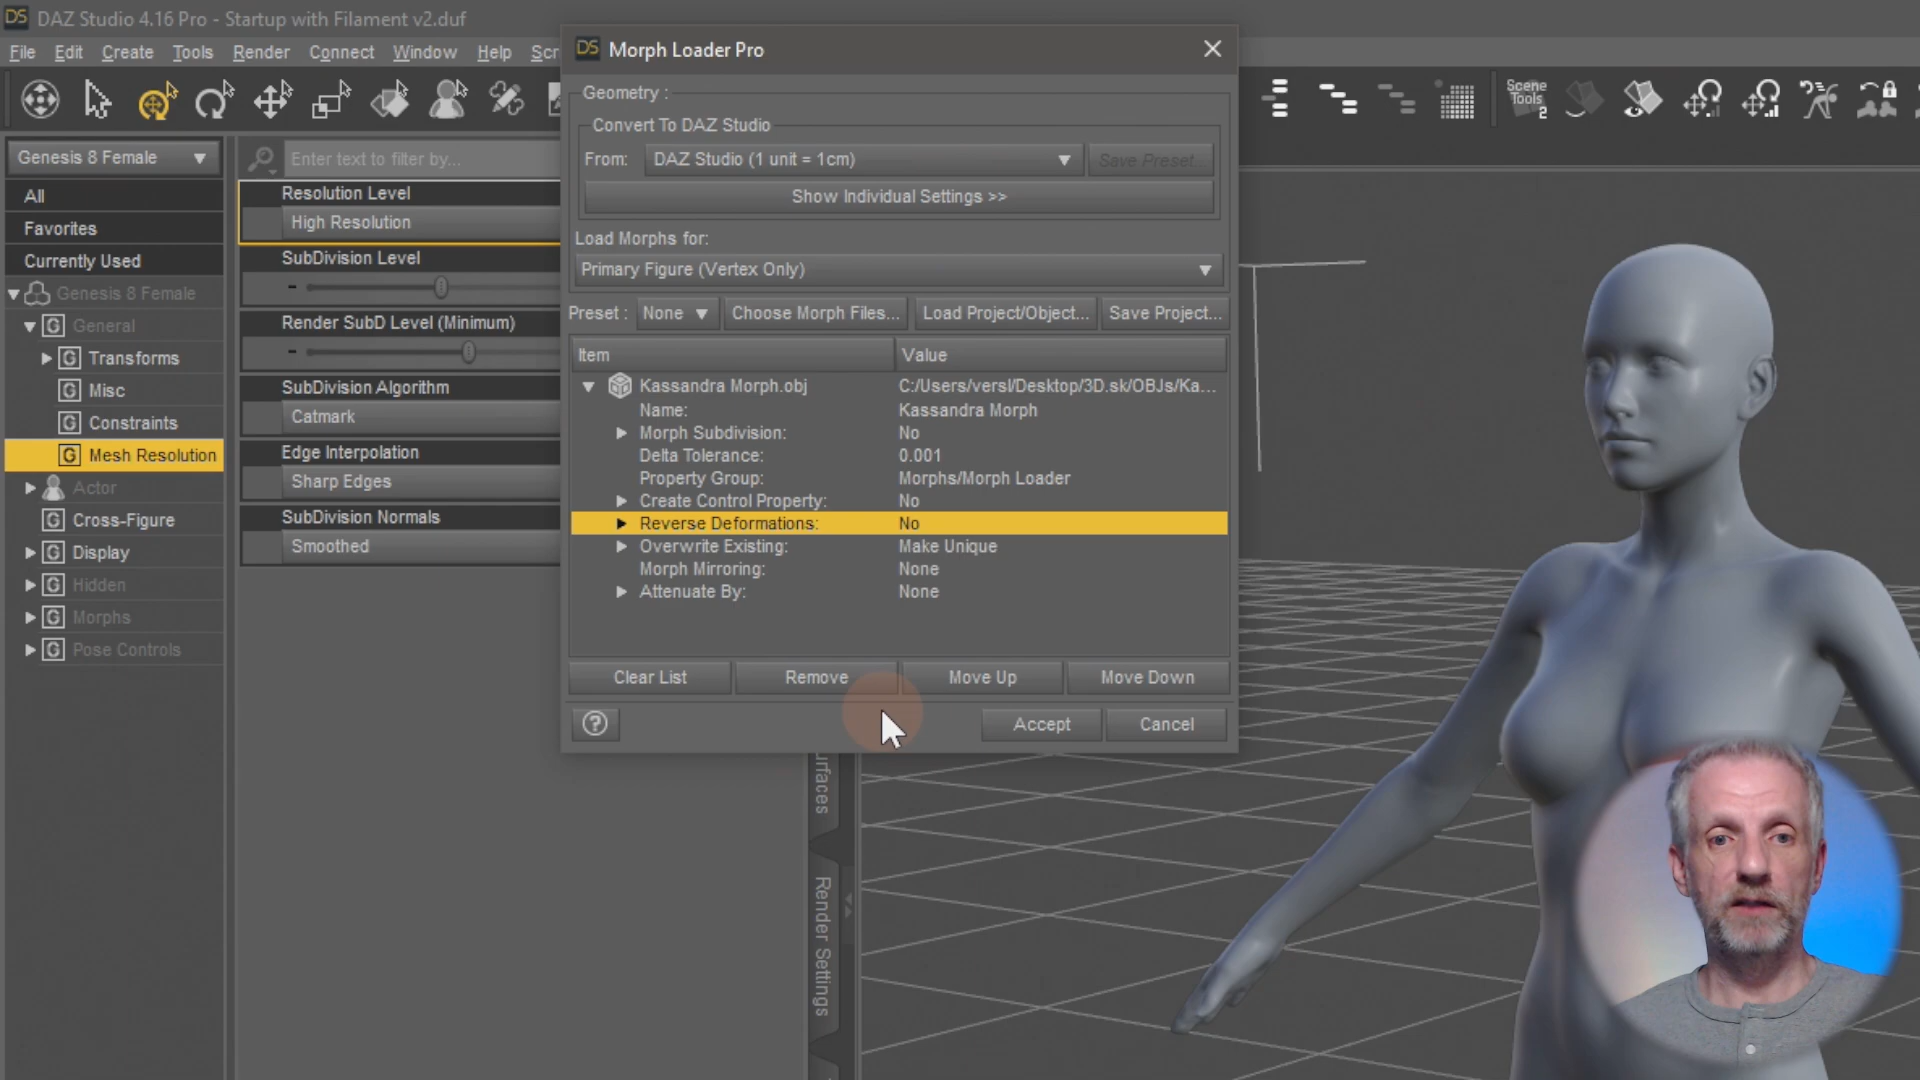 DS DAZ Studio 4.16 Pro - Startup with Filament v2.duf
File Edit Create Tools Render Connect Window Help Scr
DS Morph Loader Pro
Geometry :
Convert To DAZ Studio
From: DAZ Studio (1 unit = 1cm) Save Preset...
Show Individual Settings >>
Load Morphs for:
Primary Figure (Vertex Only)
Preset : None Choose Morph Files... Load Project/Object... Save Project...
Item Value
Kassandra Morph.obj C:/Users/versl/Desktop/3D.sk/OBJs/Ka...
Name: Kassandra Morph
Morph Subdivision: No
Delta Tolerance: 0.001
Property Group: Morphs/Morph Loader
Create Control Property: No
Reverse Deformations: No
Overwrite Existing: Make Unique
Morph Mirroring: None
Attenuate By: None
Clear List Remove Move Up Move Down
Accept Cancel
Scene
Tools
2
Genesis 8 Female
All
Favorites
Currently Used
Genesis 8 Female
G General
G Transforms
G Misc
G Constraints
G Mesh Resolution
Actor
G Cross-Figure
G Display
G Hidden
G Morphs
G Pose Controls
Enter text to filter by...
Resolution Level
High Resolution
SubDivision Level
Render SubD Level (Minimum)
SubDivision Algorithm
Catmark
Edge Interpolation
Sharp Edges
SubDivision Normals
Smoothed
urfaces
Render Settings